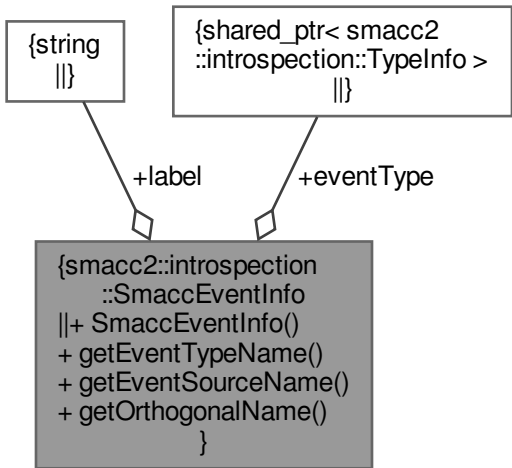 {string
||}
{shared_ptr< smacc2
::introspection::TypeInfo >
||}
+label
+eventType
{smacc2::introspection
::SmaccEventInfo
||+ SmaccEventInfo()
+ getEventTypeName()
+ getEventSourceName()
+ getOrthogonalName()
}